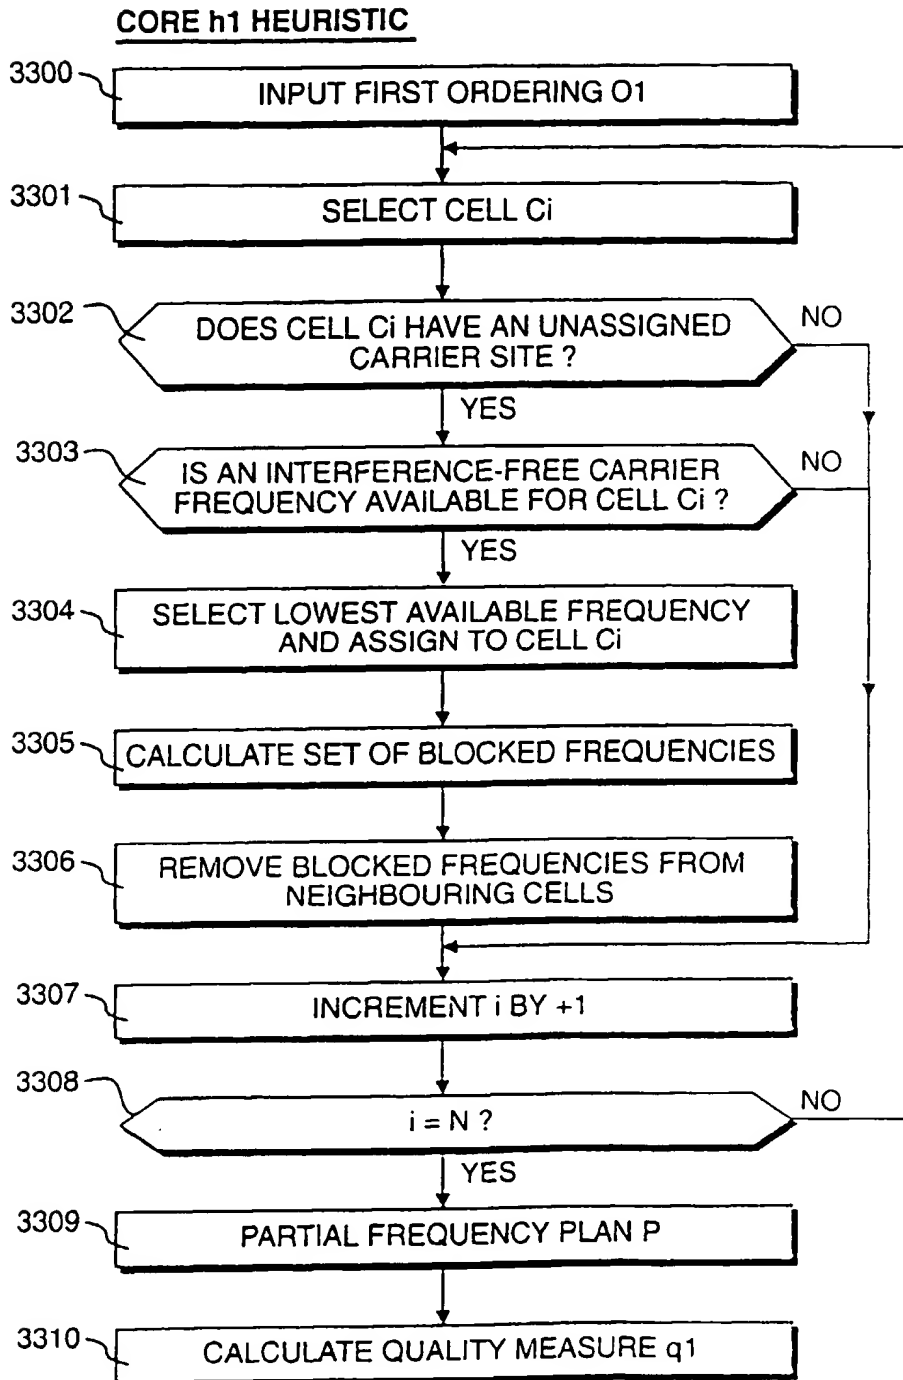 CORE h1 HEURISTIC
3300
INPUT FIRST ORDERING O1
3301
SELECT CELL Ci
3302
DOES CELL Ci HAVE AN UNASSIGNED
CARRIER SITE ?
NO
YES
3303
IS AN INTERFERENCE-FREE CARRIER
FREQUENCY AVAILABLE FOR CELL Ci ?
NO
YES
3304
SELECT LOWEST AVAILABLE FREQUENCY
AND ASSIGN TO CELL Ci
3305
CALCULATE SET OF BLOCKED FREQUENCIES
3306
REMOVE BLOCKED FREQUENCIES FROM
NEIGHBOURING CELLS
3307
INCREMENT i BY +1
3308
i = N ?
NO
YES
3309
PARTIAL FREQUENCY PLAN P
3310
CALCULATE QUALITY MEASURE q1